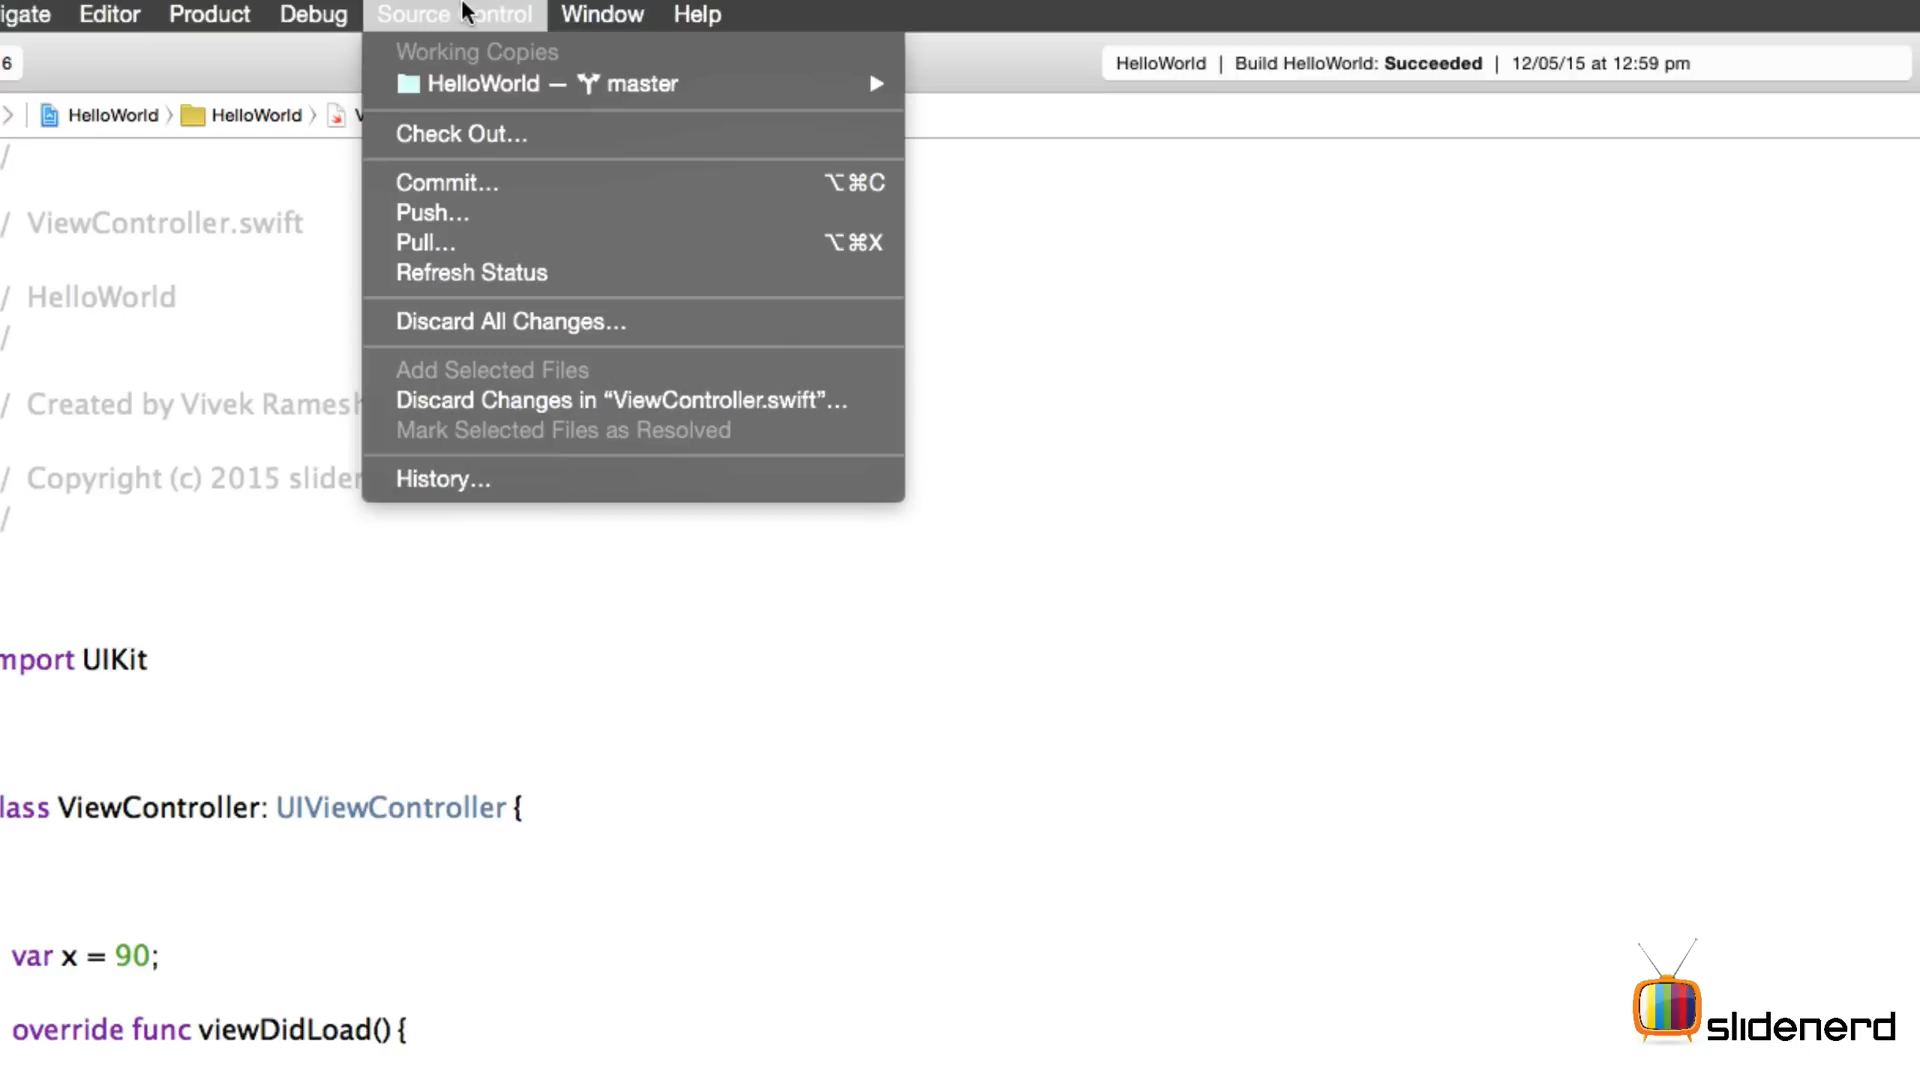 igate Editor Product Debug Source Control Window Help
6
HelloWorld | Build HelloWorld: Succeeded | 12/05/15 at 12:59 pm
HelloWorld HelloWorld V
Working Copies
HelloWorld — master
Check Out...
Commit... ⌥⌘C
Push...
Pull... ⌥⌘X
Refresh Status
Discard All Changes...
Add Selected Files
Discard Changes in “ViewController.swift”...
Mark Selected Files as Resolved
History...
/
/ ViewController.swift
/ HelloWorld
/
/ Created by Vivek Ramesh
/ Copyright (c) 2015 slider
/
mport UIKit
lass ViewController: UIViewController {
var x = 90;
override func viewDidLoad() {
slidenerd